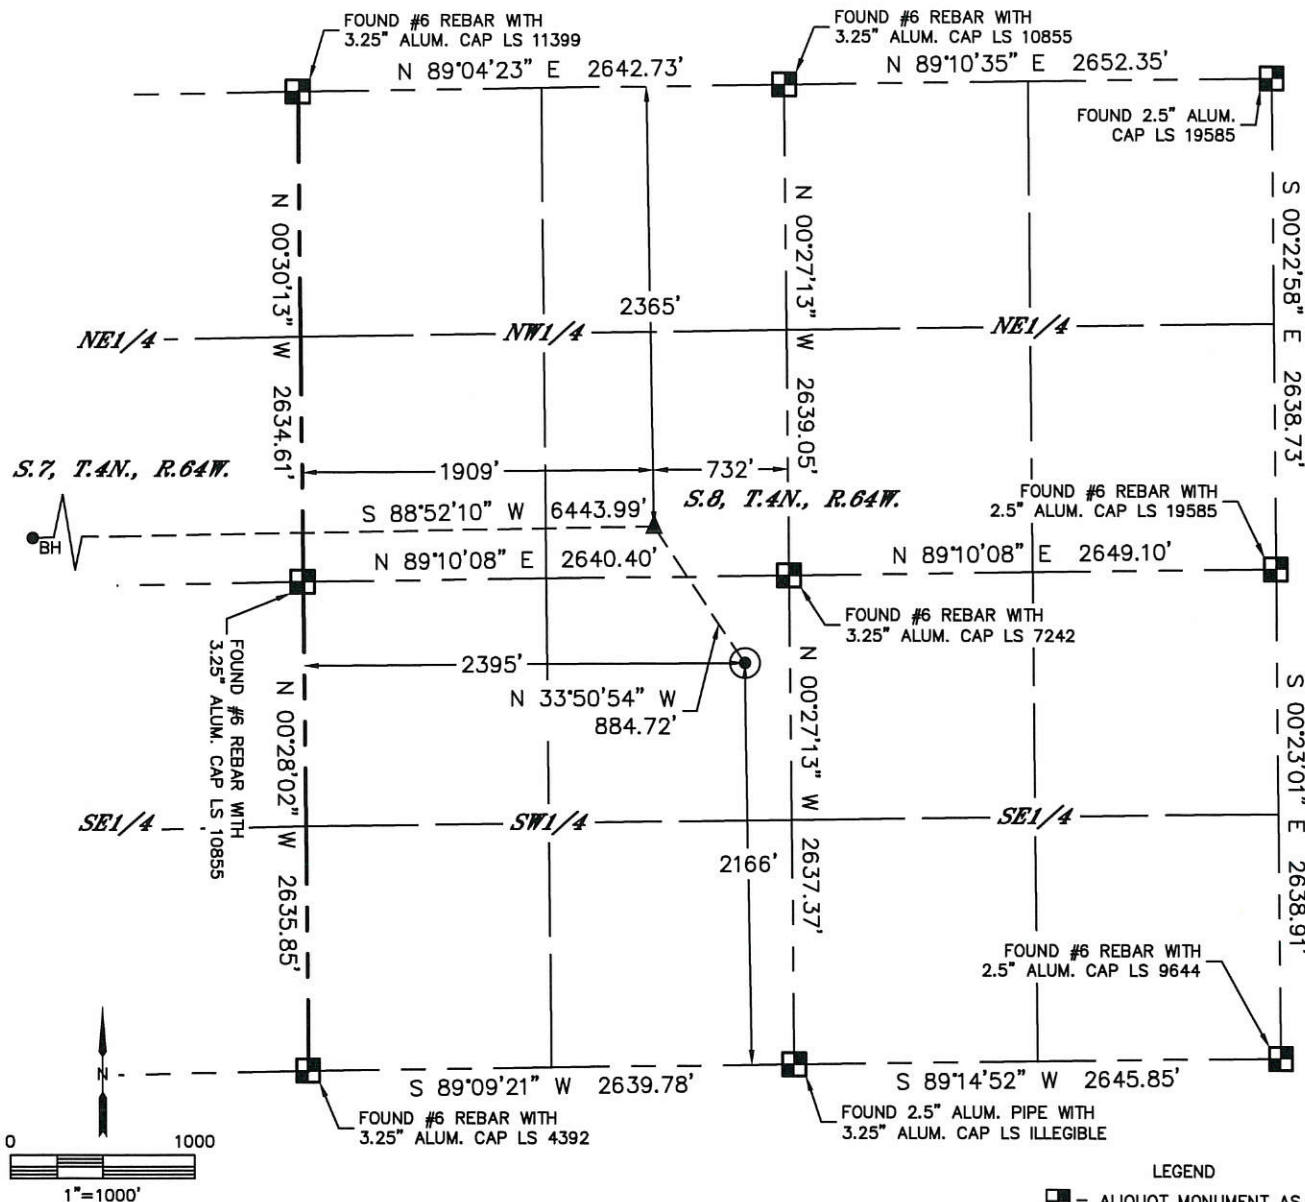 FOUND #6 REBAR WITH
3.25" ALUM. CAP LS 11399
FOUND #6 REBAR WITH
3.25" ALUM. CAP LS 10855
N 89°04'23" E 2642.73'
N 89°10'35" E 2652.35'
FOUND 2.5" ALUM.
CAP LS 19585
N 00°30'13" W 2634.61'
N 00°27'13" W 2639.05'
S 00°22'58" E 2638.73'
2365'
NE1/4
NW1/4
NE1/4
S.7, T.4N., R.64W.
1909'
732'
S.8, T.4N., R.64W.
FOUND #6 REBAR WITH
2.5" ALUM. CAP LS 19585
BH
S 88°52'10" W 6443.99'
N 89°10'08" E 2640.40'
N 89°10'08" E 2649.10'
FOUND #6 REBAR WITH
3.25" ALUM. CAP LS 7242
FOUND #6 REBAR WITH
3.25" ALUM. CAP LS 10855
2395'
N 33°50'54" W
884.72'
N 00°28'02" W 2635.85'
N 00°27'13" W 2637.37'
S 00°23'01" E 2638.91'
SE1/4
SW1/4
SE1/4
2166'
FOUND #6 REBAR WITH
2.5" ALUM. CAP LS 9644
N
S 89°09'21" W 2639.78'
S 89°14'52" W 2645.85'
FOUND #6 REBAR WITH
3.25" ALUM. CAP LS 4392
FOUND 2.5" ALUM. PIPE WITH
3.25" ALUM. CAP LS ILLEGIBLE
0 1000
1"=1000'
LEGEND
= ALIQUOT MONUMENT AS